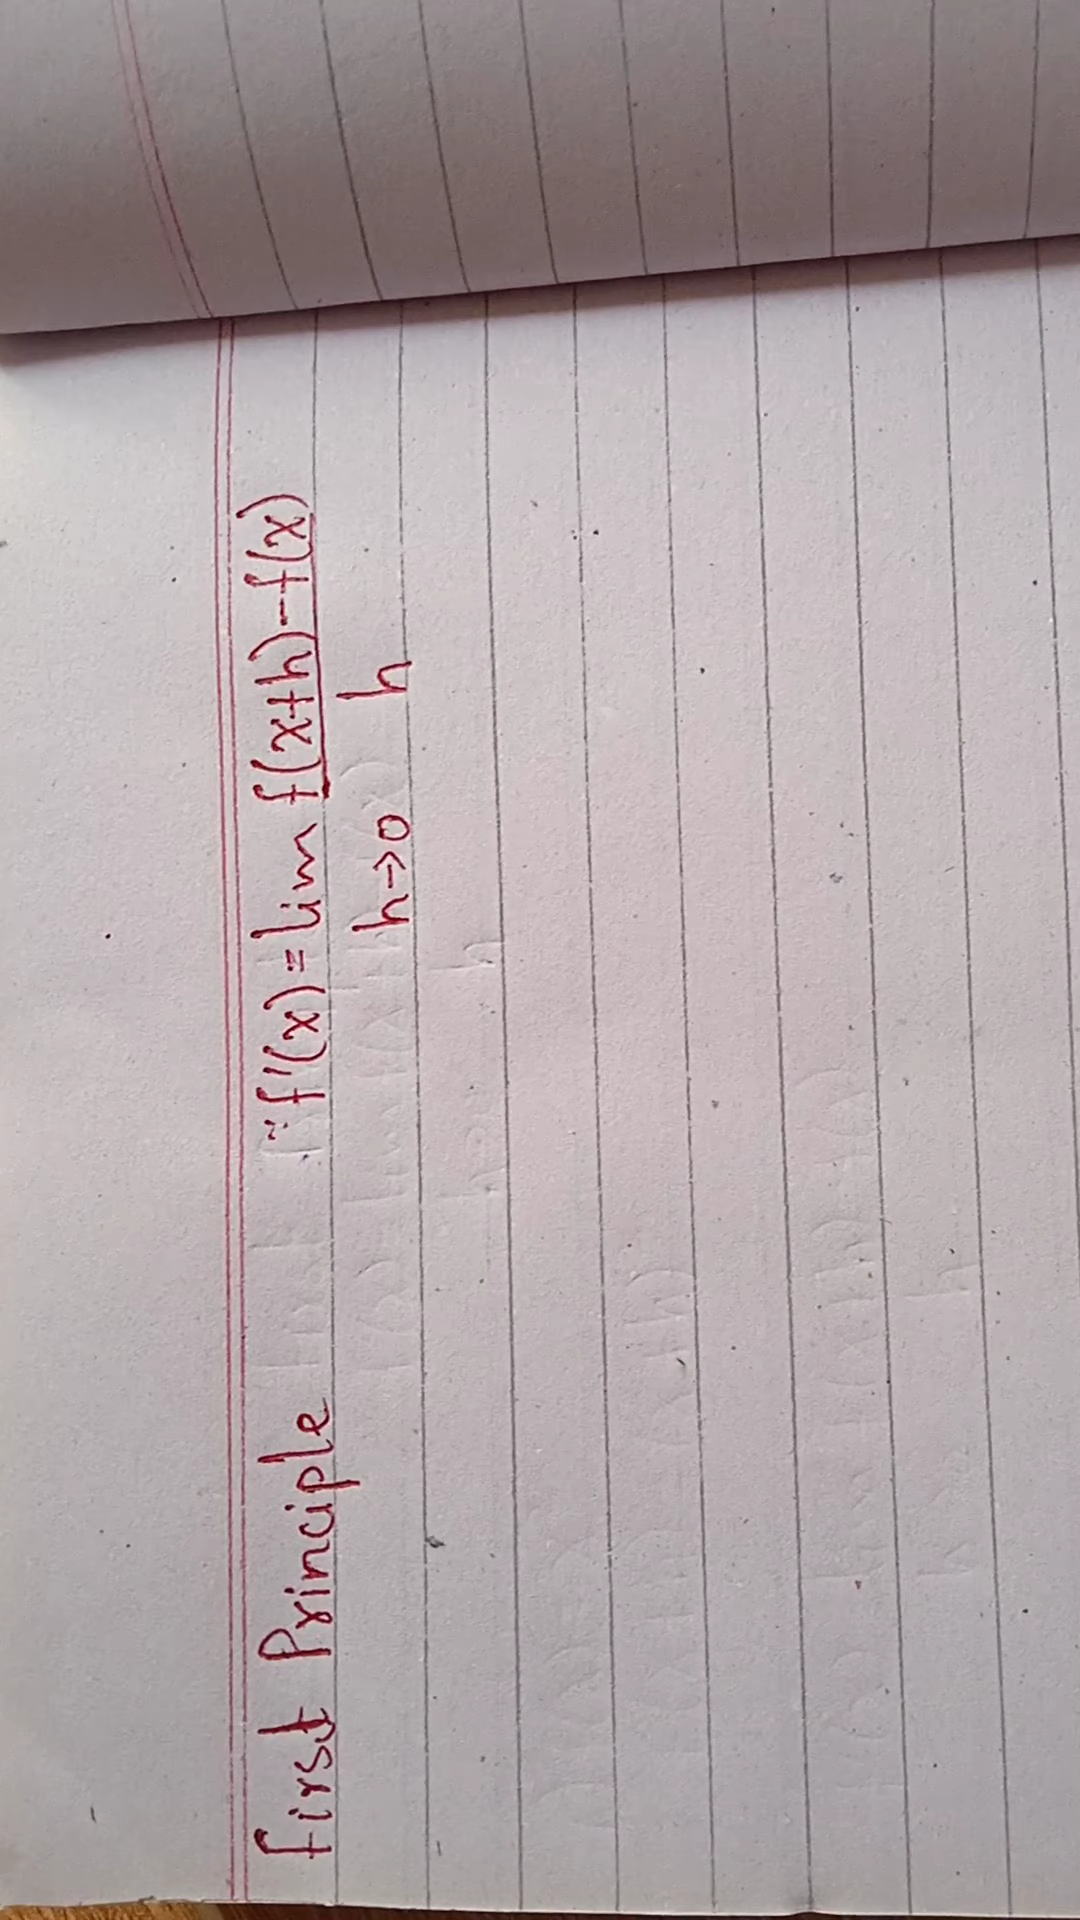 first Principle f'(x) = lim f(x+h)-f(x)
h→0 h